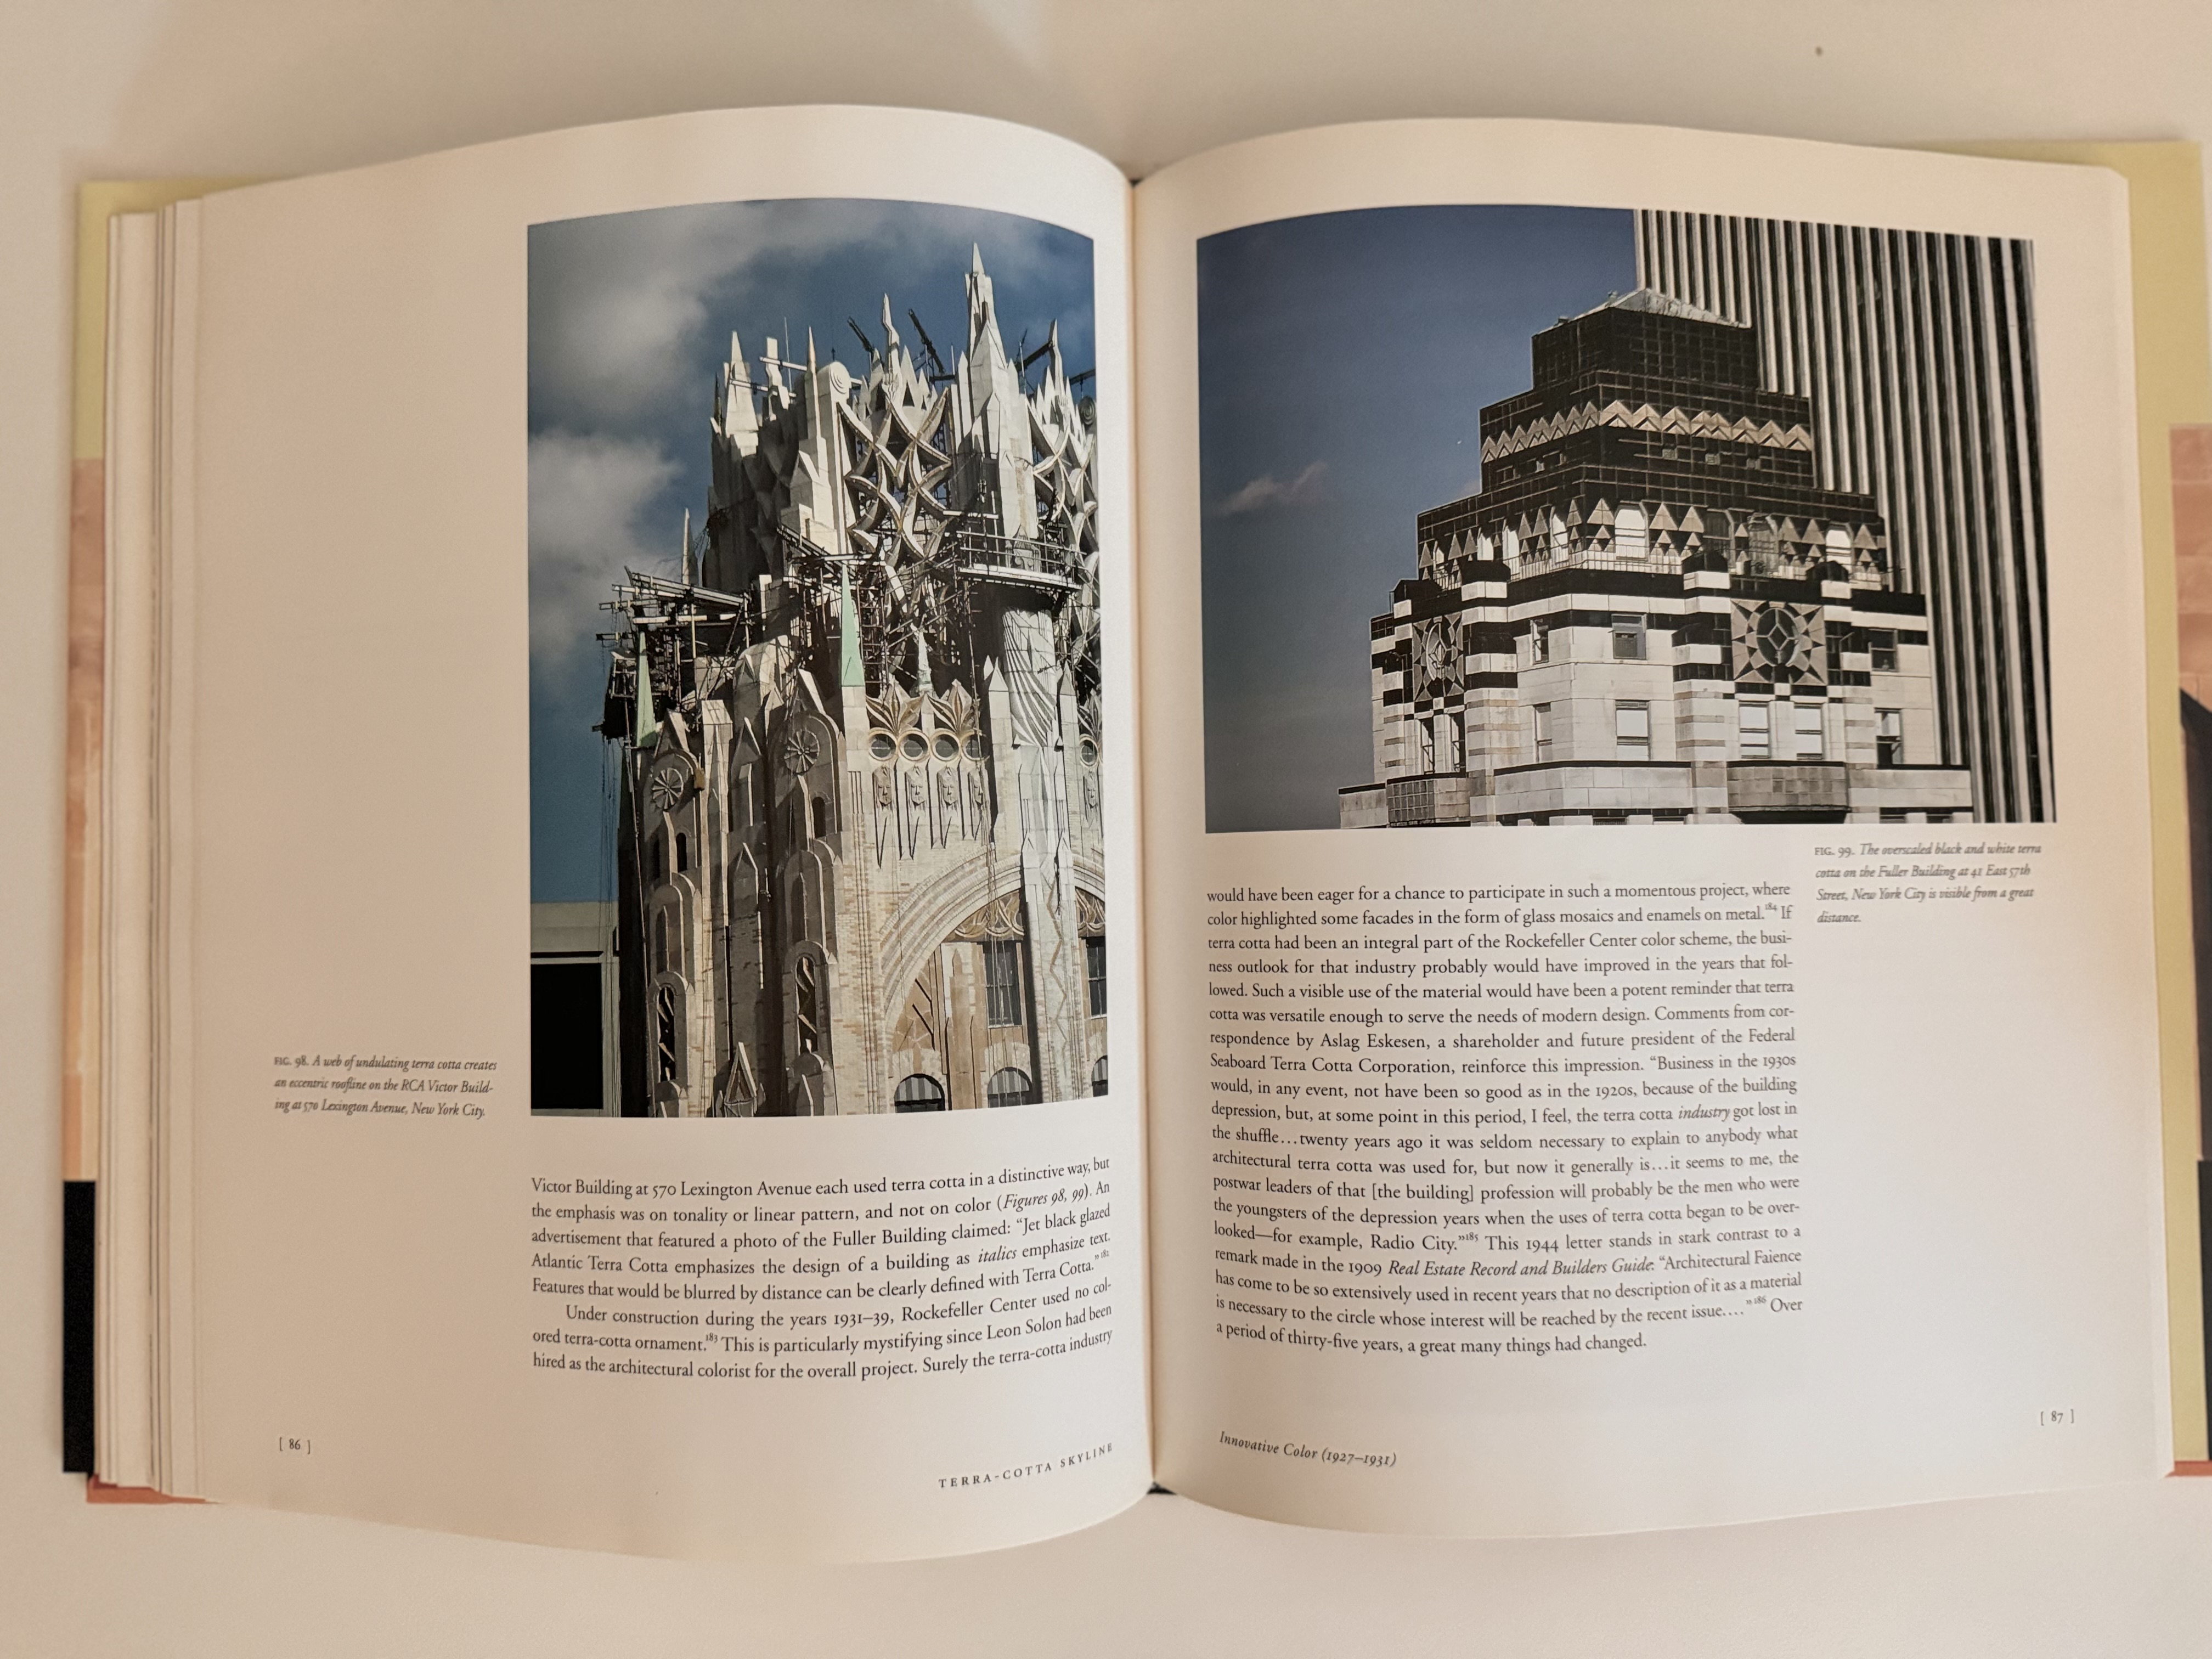 FIG. 98. A web of undulating terra cotta creates
an eccentric roofline on the RCA Victor Build-
ing at 570 Lexington Avenue, New York City.
Victor Building at 570 Lexington Avenue each used terra cotta in a distinctive way, but
the emphasis was on tonality or linear pattern, and not on color (Figures 98, 99). An
advertisement that featured a photo of the Fuller Building claimed: “Jet black glazed
Atlantic Terra Cotta emphasizes the design of a building as italics emphasize text.
Features that would be blurred by distance can be clearly defined with Terra Cotta.”182
Under construction during the years 1931–39, Rockefeller Center used no col-
ored terra-cotta ornament.183 This is particularly mystifying since Leon Solon had been
hired as the architectural colorist for the overall project. Surely the terra-cotta industry
[ 86 ]
TERRA-COTTA SKYLINE
FIG. 99. The overscaled black and white terra
cotta on the Fuller Building at 41 East 57th
Street, New York City is visible from a great
distance.
would have been eager for a chance to participate in such a momentous project, where
color highlighted some facades in the form of glass mosaics and enamels on metal.184 If
terra cotta had been an integral part of the Rockefeller Center color scheme, the busi-
ness outlook for that industry probably would have improved in the years that fol-
lowed. Such a visible use of the material would have been a potent reminder that terra
cotta was versatile enough to serve the needs of modern design. Comments from cor-
respondence by Aslag Eskesen, a shareholder and future president of the Federal
Seaboard Terra Cotta Corporation, reinforce this impression. “Business in the 1930s
would, in any event, not have been so good as in the 1920s, because of the building
depression, but, at some point in this period, I feel, the terra cotta industry got lost in
the shuffle…twenty years ago it was seldom necessary to explain to anybody what
architectural terra cotta was used for, but now it generally is…it seems to me, the
postwar leaders of that [the building] profession will probably be the men who were
the youngsters of the depression years when the uses of terra cotta began to be over-
looked—for example, Radio City.”185 This 1944 letter stands in stark contrast to a
remark made in the 1909 Real Estate Record and Builders Guide: “Architectural Faience
has come to be so extensively used in recent years that no description of it as a material
is necessary to the circle whose interest will be reached by the recent issue.…”186 Over
a period of thirty-five years, a great many things had changed.
Innovative Color (1927–1931)
[ 87 ]